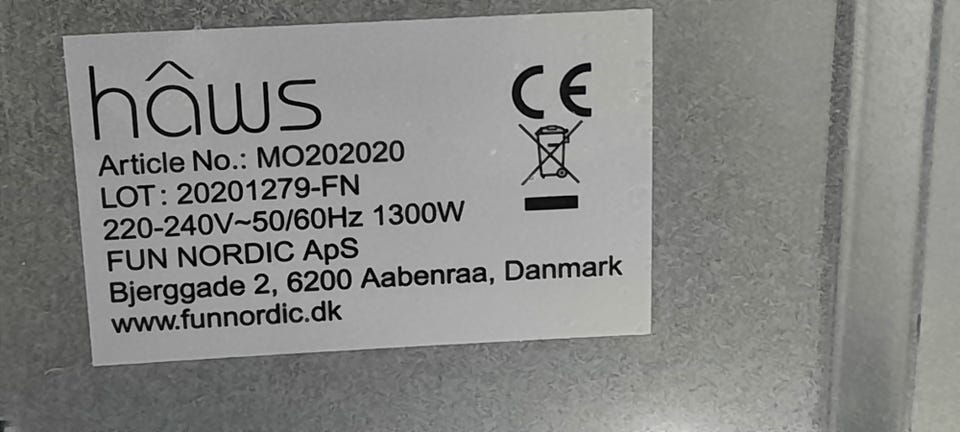 hâws
CE
Article No.: MO202020
LOT : 20201279-FN
220-240V~50/60Hz 1300W
FUN NORDIC ApS
Bjerggade 2, 6200 Aabenraa, Danmark
www.funnordic.dk